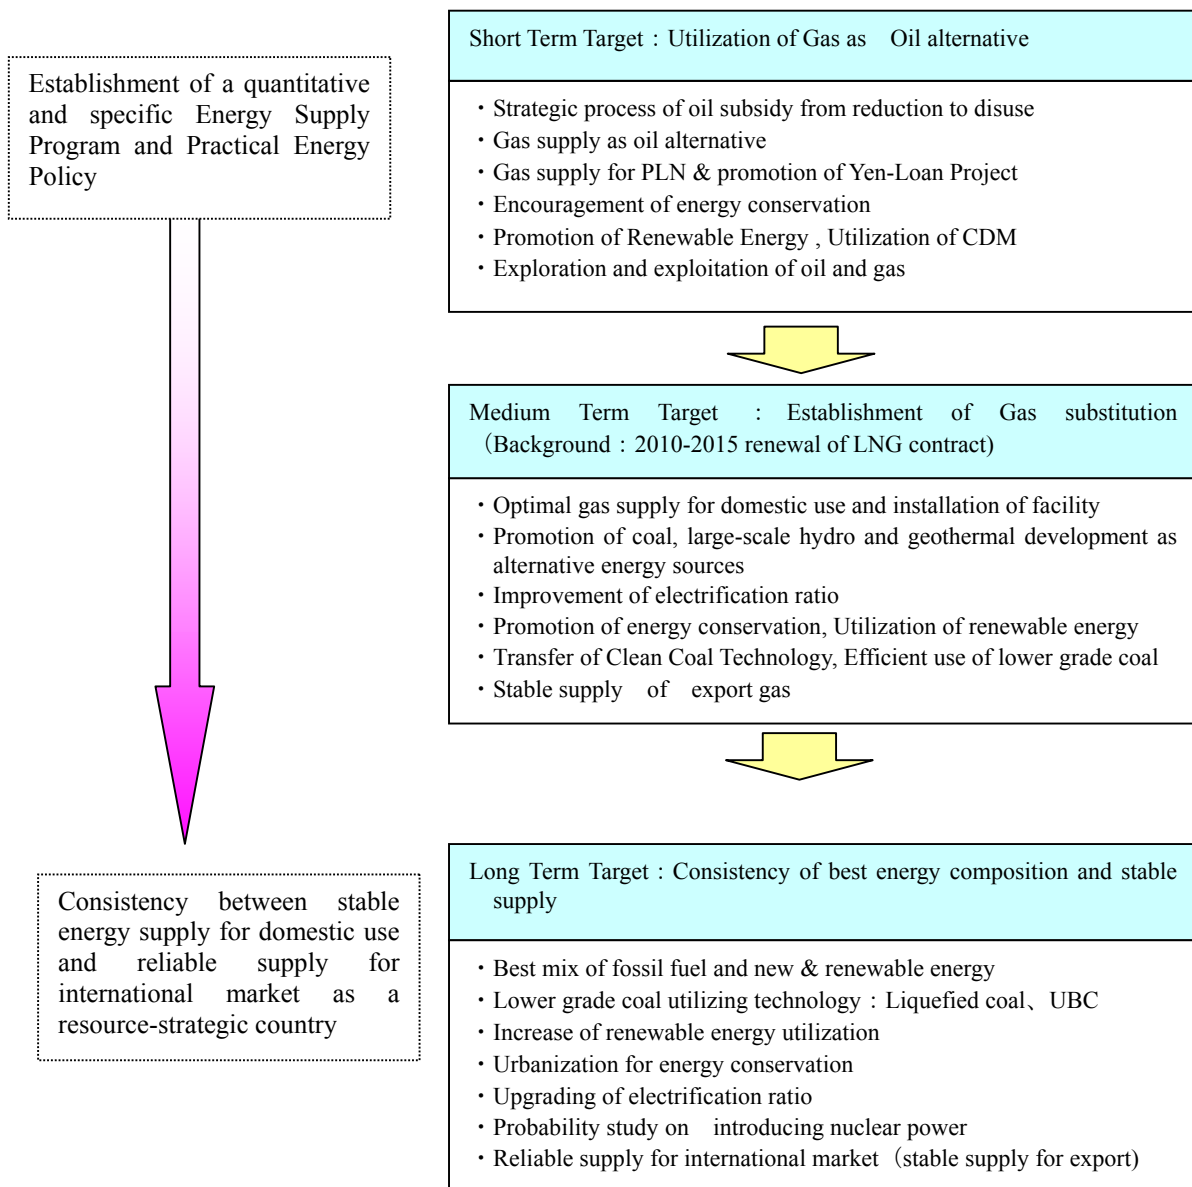 Establishment of a quantitative
and specific Energy Supply
Program and Practical Energy
Policy
Consistency between stable
energy supply for domestic use
and reliable supply for
international market as a
resource-strategic country
Short Term Target : Utilization of Gas as Oil alternative
・Strategic process of oil subsidy from reduction to disuse
・Gas supply as oil alternative
・Gas supply for PLN & promotion of Yen-Loan Project
・Encouragement of energy conservation
・Promotion of Renewable Energy , Utilization of CDM
・Exploration and exploitation of oil and gas
Medium Term Target : Establishment of Gas substitution
(Background : 2010-2015 renewal of LNG contract)
・Optimal gas supply for domestic use and installation of facility
・Promotion of coal, large-scale hydro and geothermal development as
alternative energy sources
・Improvement of electrification ratio
・Promotion of energy conservation, Utilization of renewable energy
・Transfer of Clean Coal Technology, Efficient use of lower grade coal
・Stable supply of export gas
Long Term Target : Consistency of best energy composition and stable
supply
・Best mix of fossil fuel and new & renewable energy
・Lower grade coal utilizing technology : Liquefied coal、UBC
・Increase of renewable energy utilization
・Urbanization for energy conservation
・Upgrading of electrification ratio
・Probability study on introducing nuclear power
・Reliable supply for international market (stable supply for export)